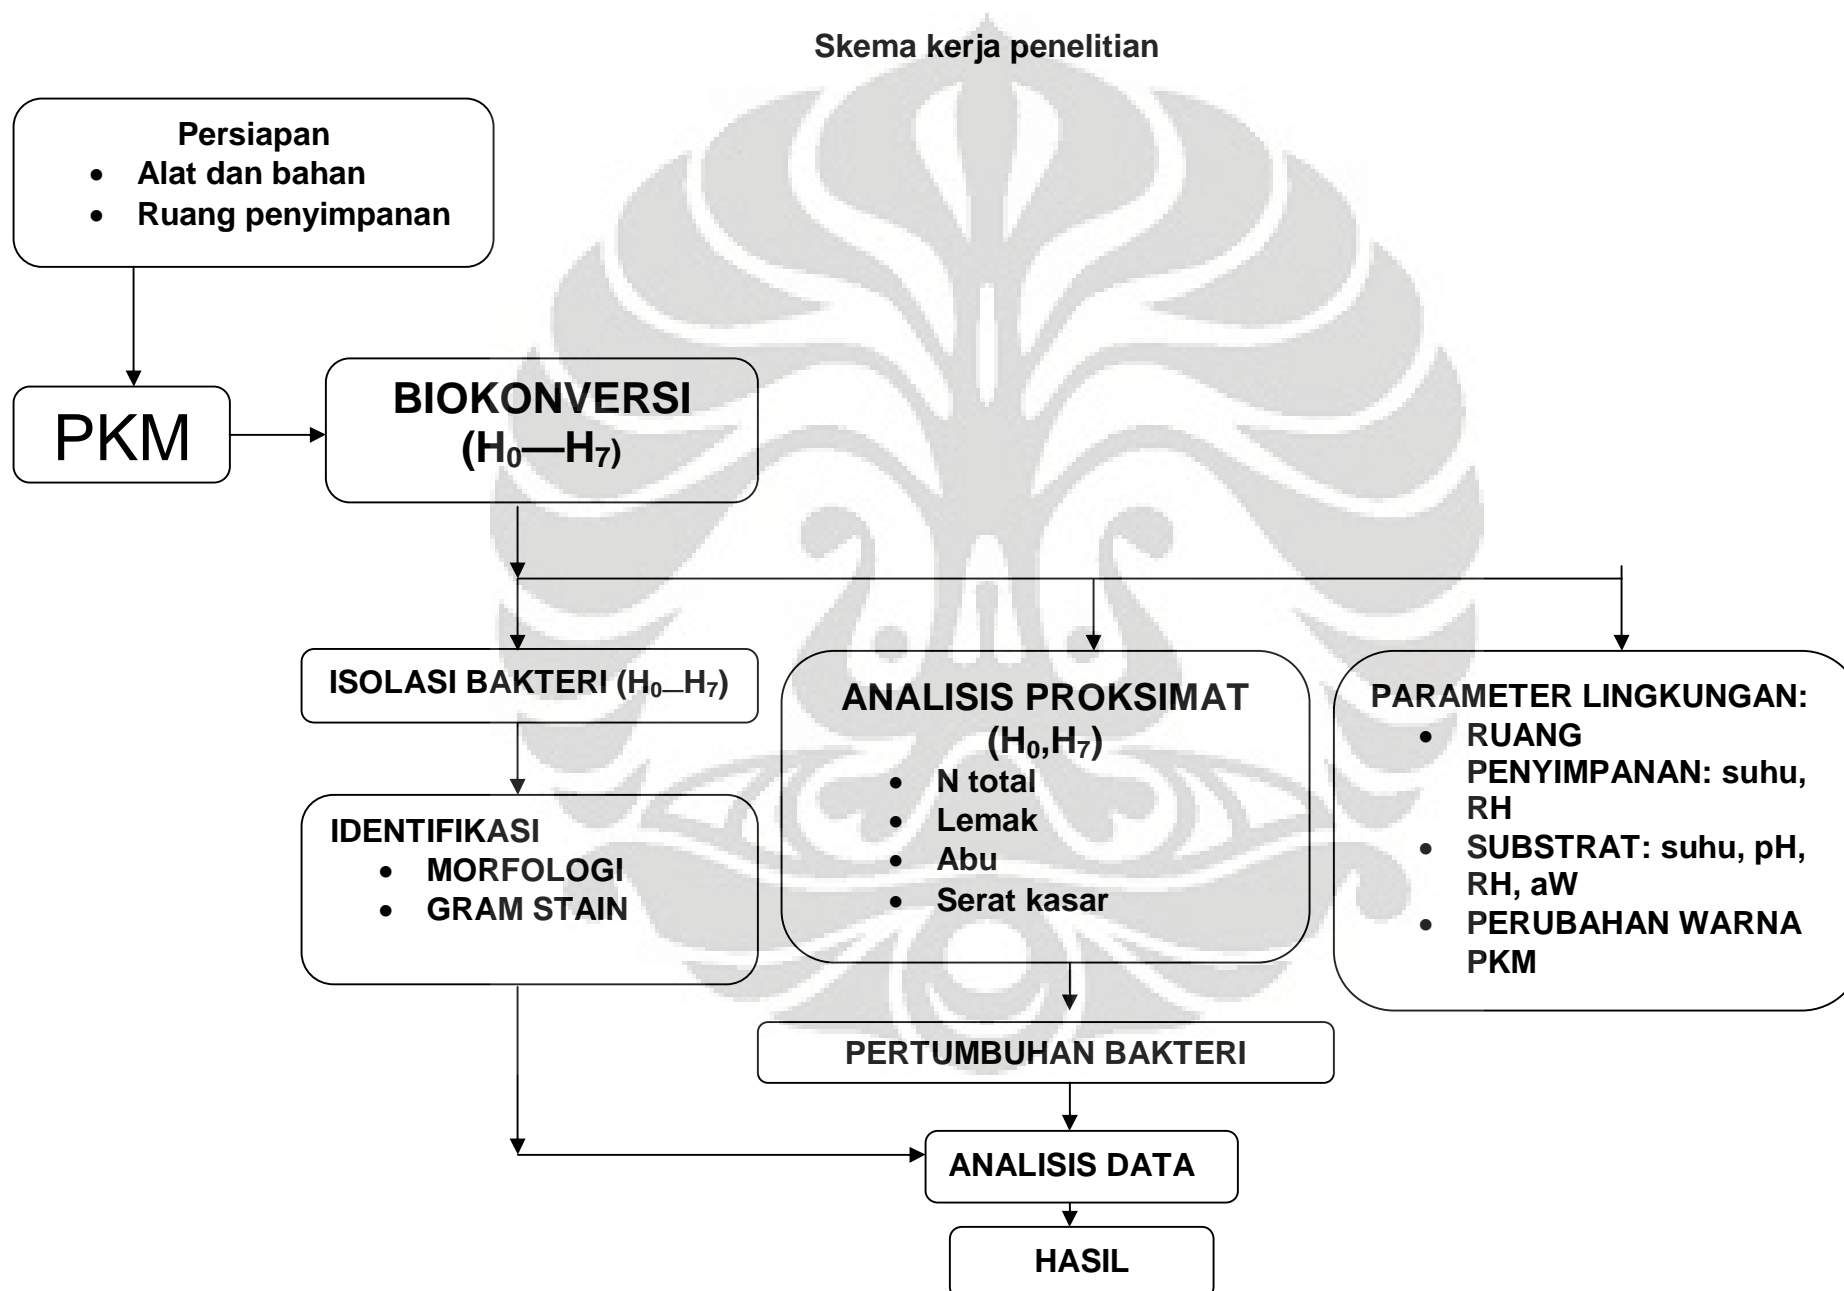 Skema kerja penelitian
Persiapan
• Alat dan bahan
• Ruang penyimpanan
PKM
BIOKONVERSI
(H₀—H₇)
ISOLASI BAKTERI (H₀—H₇)
IDENTIFIKASI
• MORFOLOGI
• GRAM STAIN
ANALISIS PROKSIMAT
(H₀,H₇)
• N total
• Lemak
• Abu
• Serat kasar
PARAMETER LINGKUNGAN:
• RUANG
PENYIMPANAN: suhu,
RH
• SUBSTRAT: suhu, pH,
RH, aW
• PERUBAHAN WARNA
PKM
PERTUMBUHAN BAKTERI
ANALISIS DATA
HASIL